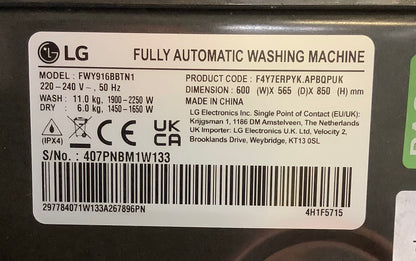 LG FULLY AUTOMATIC WASHING MACHINE
MODEL : FWY916BBTN1
PRODUCT CODE : F4Y7ERPYK.APBQPUK
220 - 240 V ~, 50 Hz
DIMENSION : 600 (W)X 565 (D)X 850 (H) mm
WASH : 11.0 kg, 1900-2250 W
MADE IN CHINA
DRY : 6.0 kg, 1450-1650 W
LG Electronics Inc. Single Point of Contact (EU/UK):
Krijgsman 1, 1186 DM Amstelveen, The Netherlands
UK Importer: LG Electronics U.K. Ltd, Velocity 2,
Brooklands Drive, Weybridge, KT13 0SL
(IPX4)
CE
UK
CA
S/No. : 407PNBM1W133
297784071W133A267896PN
4H1F5715